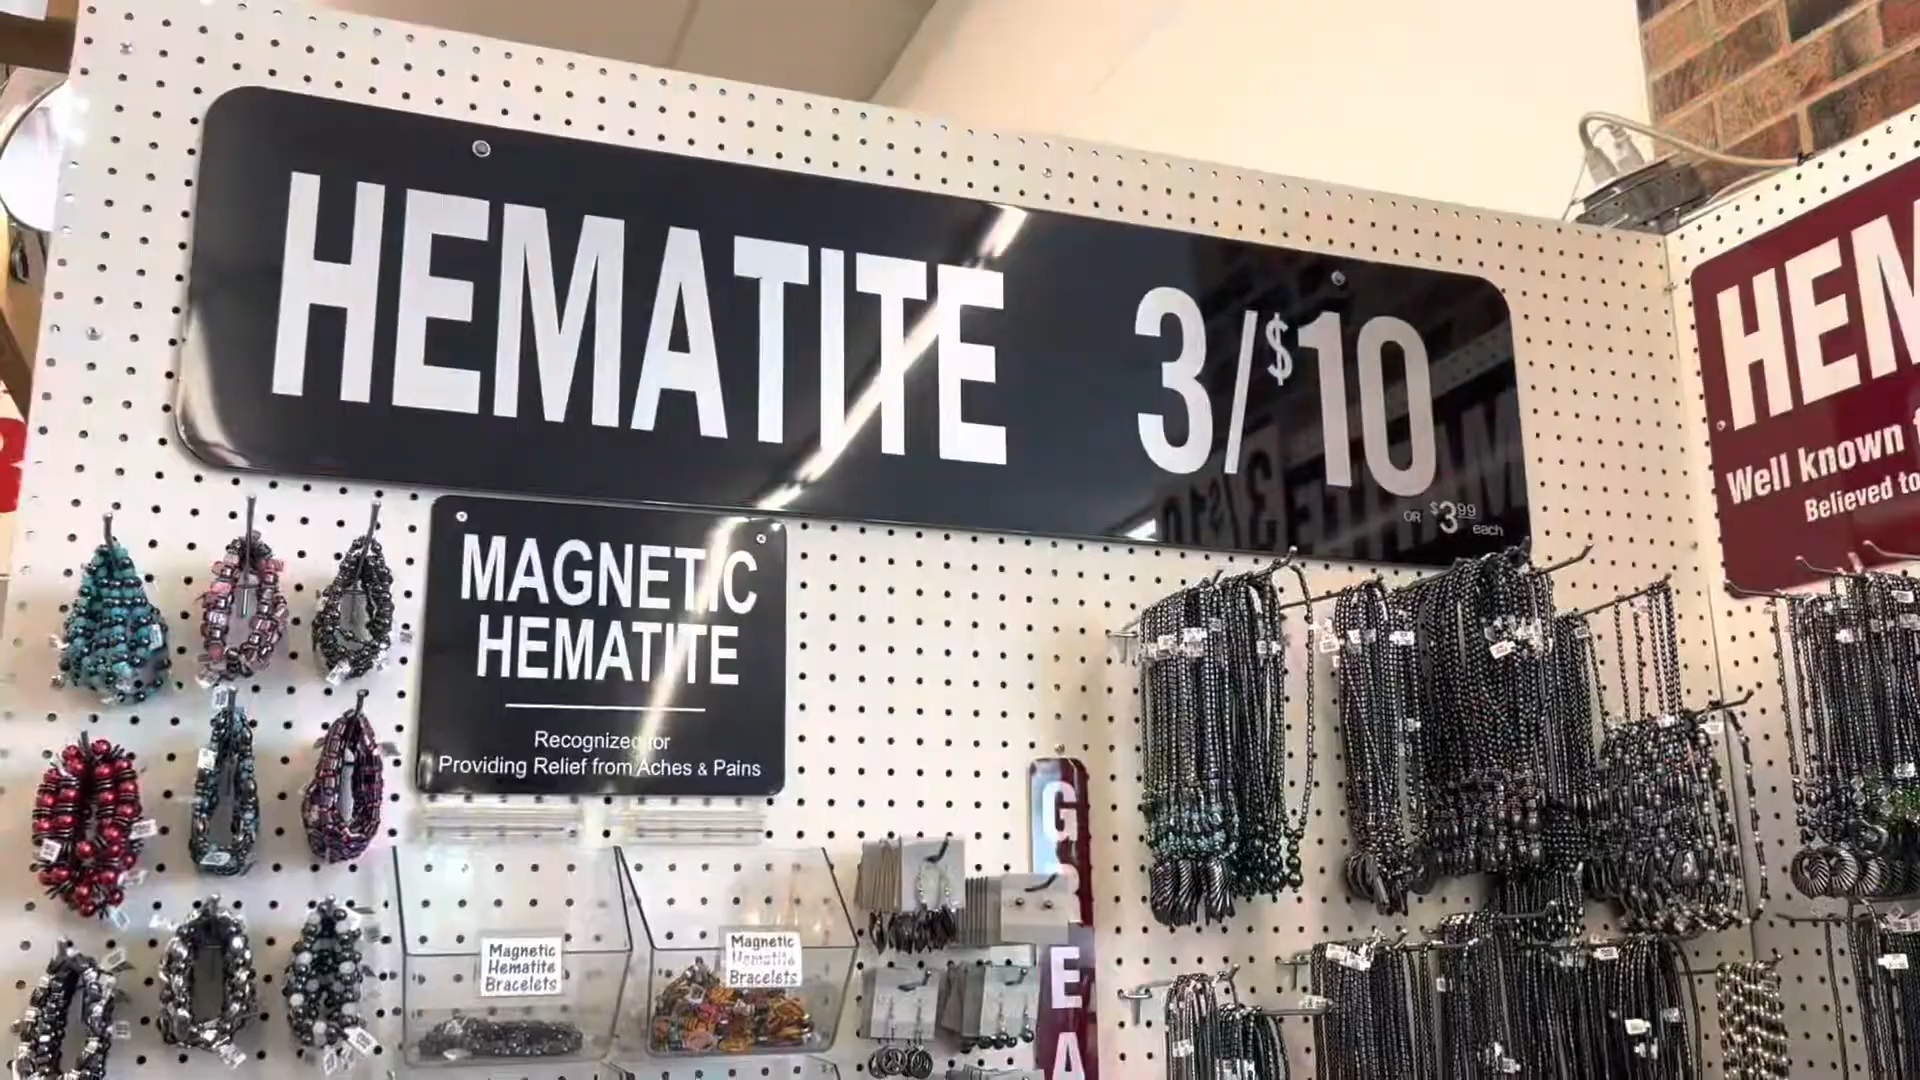 HEMATITE 3/$10
OR $3.99 each
MAGNETIC
HEMATITE
Recognized for
Providing Relief from Aches & Pains
Magnetic
Hematite
Bracelets
Magnetic
Hematite
Bracelets
HEM
Well known
Believed to
G
E
A